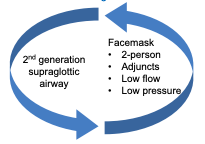 2nd generation
supraglottic
airway
Facemask
• 2-person
• Adjuncts
• Low flow
• Low pressure